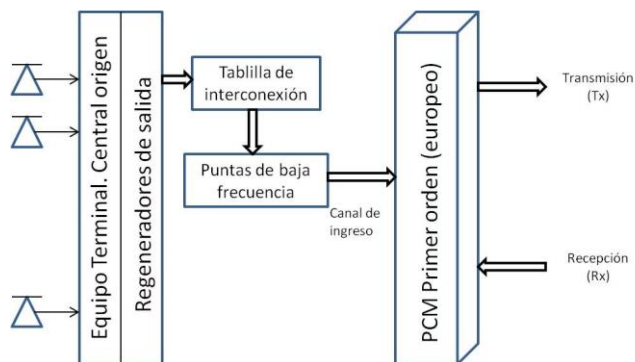 Equipo Terminal. Central origen
Regeneradores de salida
Tablilla de
interconexión
Puntas de baja
frecuencia
Canal de
ingreso
PCM Primer orden (europeo)
Transmisión
(Tx)
Recepción
(Rx)